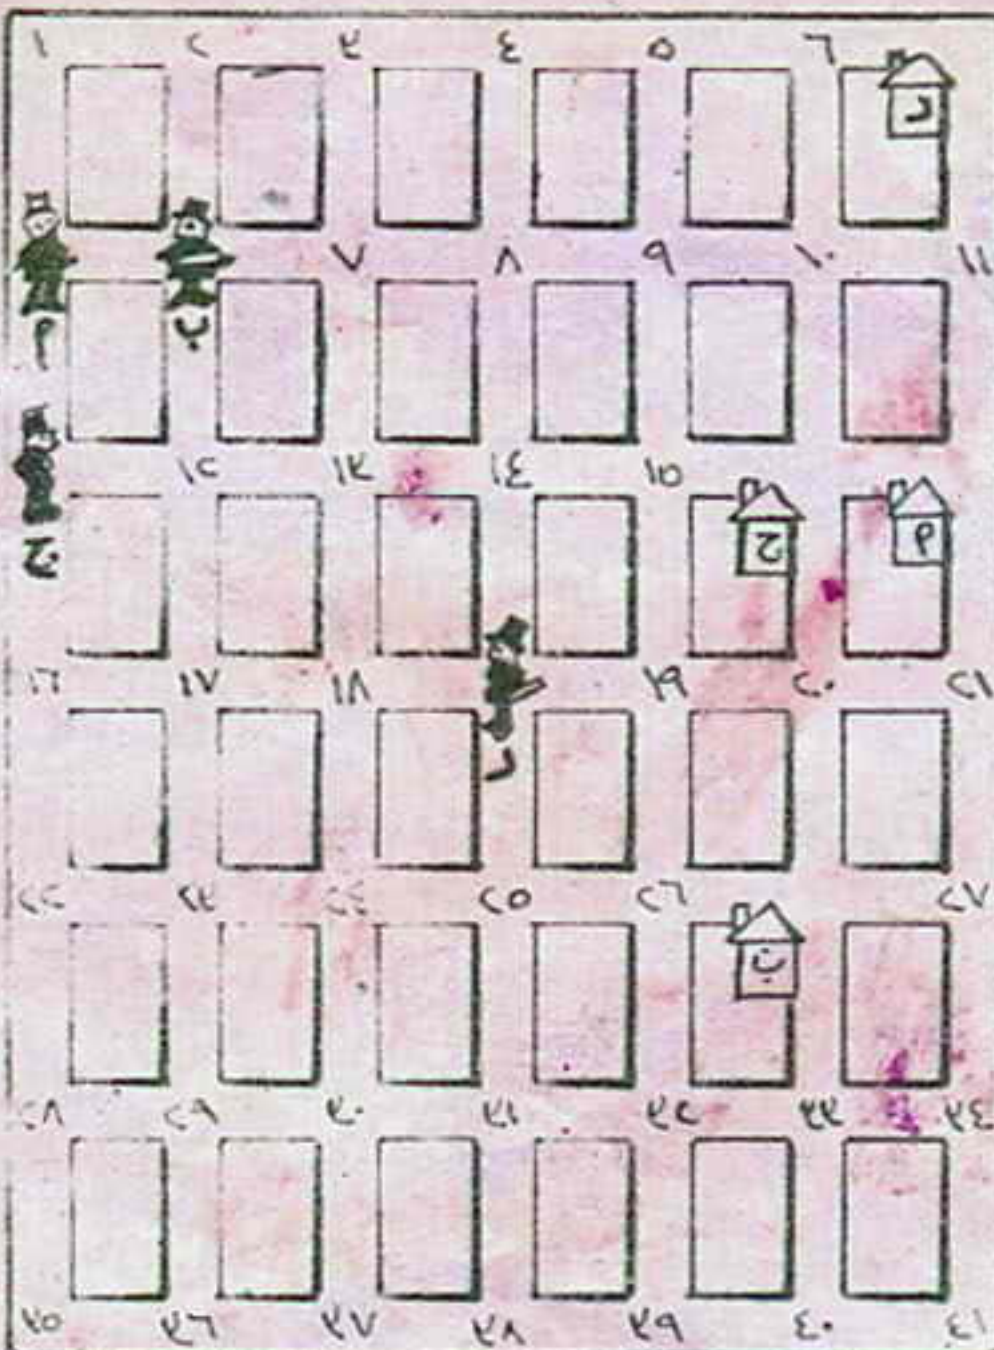 ١ ٢ ٣ ٤ ٥ ٦
د
٧ ٨ ٩ ١٠ ١١
أ ب
١٢ ١٣ ١٤ ١٥
ج ج أ
١٦ ١٧ ١٨ ١٩ ٢٠ ٢١
د
٢٢ ٢٣ ٢٤ ٢٥ ٢٦ ٢٧
ب
٢٨ ٢٩ ٣٠ ٣١ ٣٢ ٣٣ ٣٤
٣٥ ٣٦ ٣٧ ٣٨ ٣٩ ٤٠ ٤١